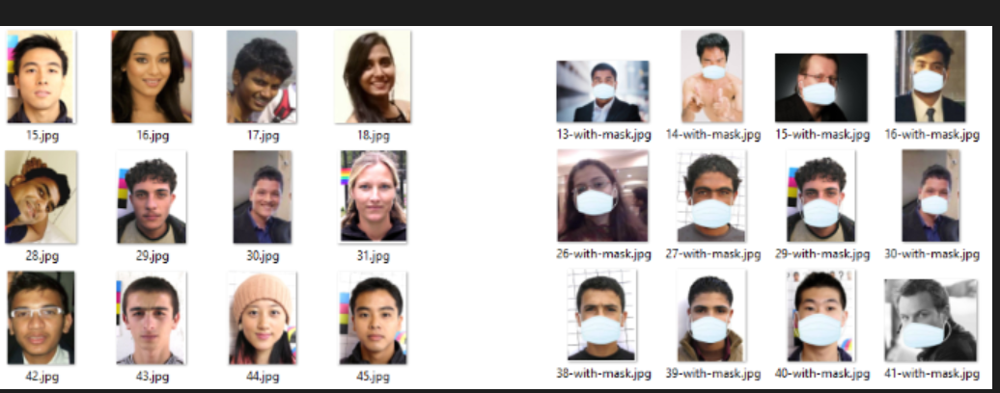 15.jpg 16.jpg 17.jpg 18.jpg 13-with-mask.jpg 14-with-mask.jpg 15-with-mask.jpg 16-with-mask.jpg
28.jpg 29.jpg 30.jpg 31.jpg 26-with-mask.jpg 27-with-mask.jpg 29-with-mask.jpg 30-with-mask.jpg
42.jpg 43.jpg 44.jpg 45.jpg 38-with-mask.jpg 39-with-mask.jpg 40-with-mask.jpg 41-with-mask.jpg